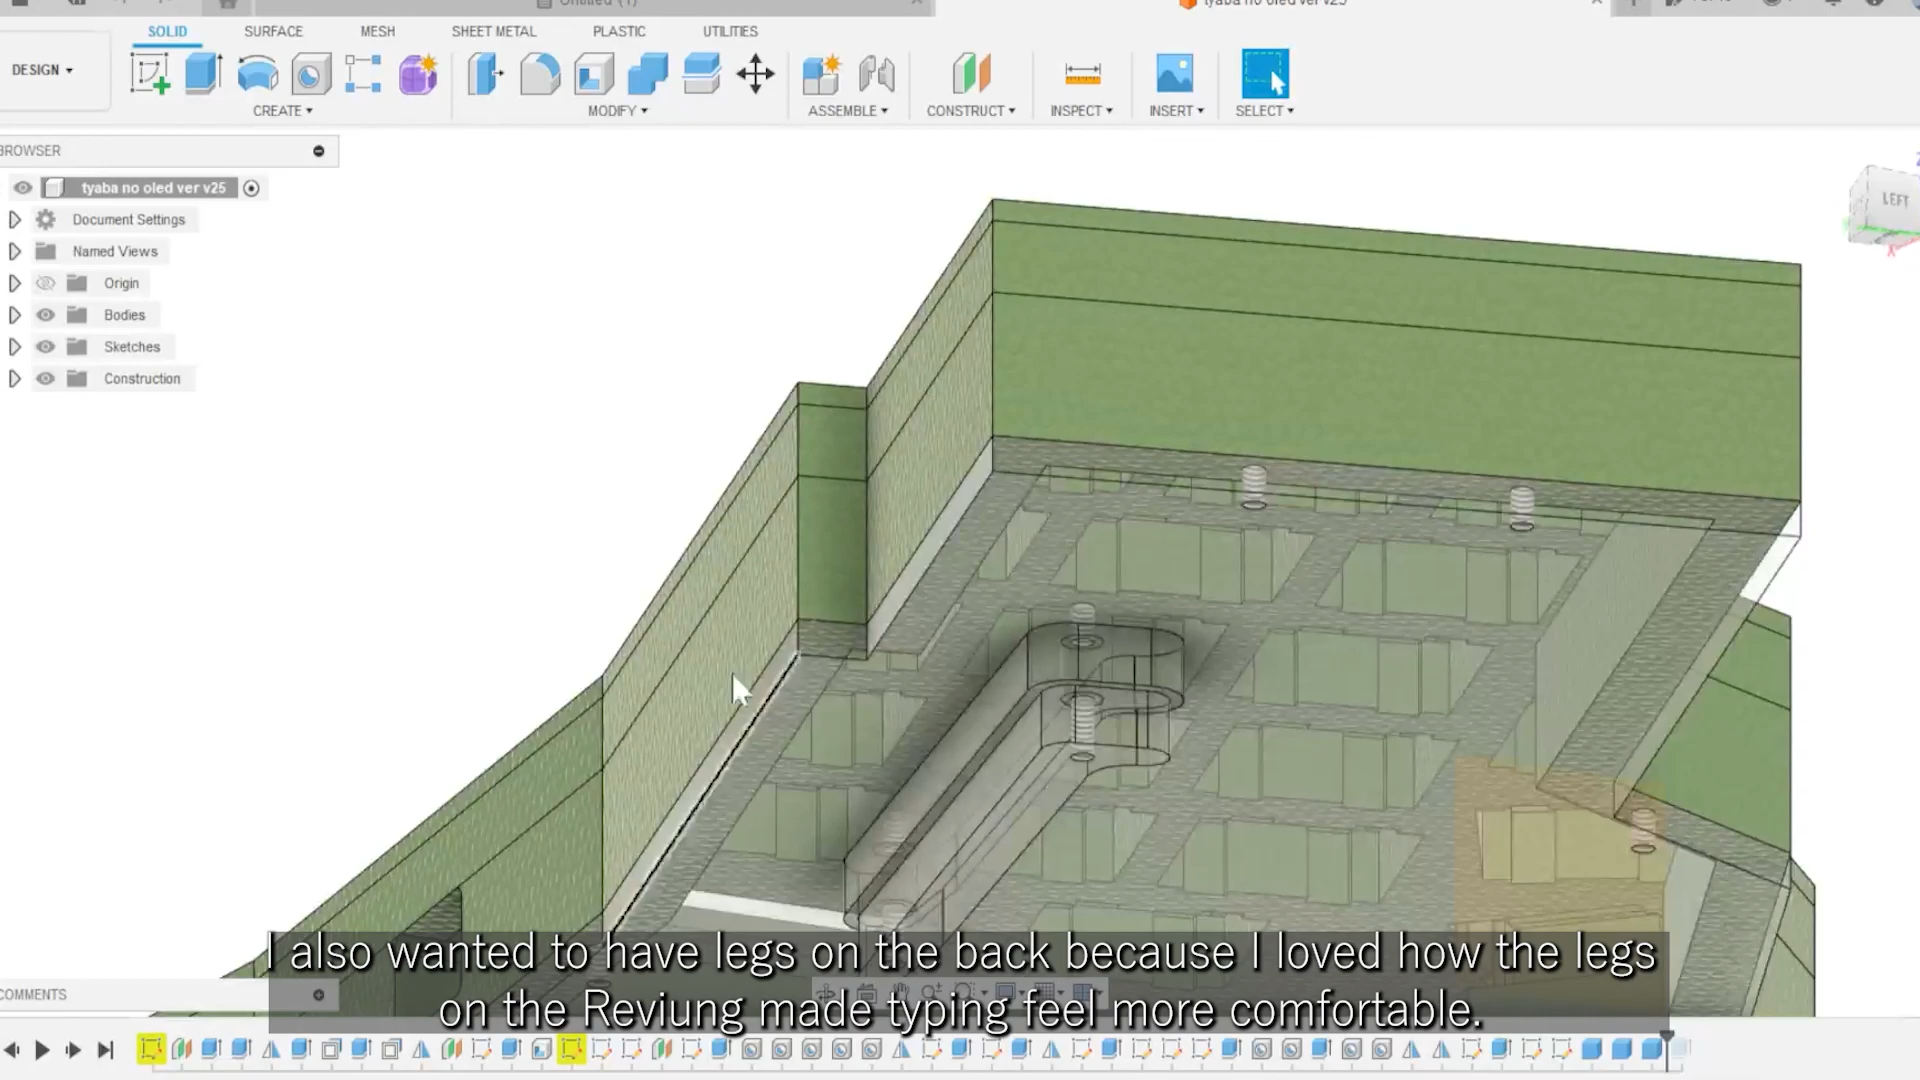 SOLID
SURFACE
MESH
SHEET METAL
PLASTIC
UTILITIES
DESIGN
CREATE
MODIFY
ASSEMBLE
CONSTRUCT
INSPECT
INSERT
SELECT
BROWSER
tyaba no oled ver v25
Document Settings
Named Views
Origin
Bodies
Sketches
Construction
LEFT
COMMENTS
I also wanted to have legs on the back because I loved how the legs
on the Reviung made typing feel more comfortable.